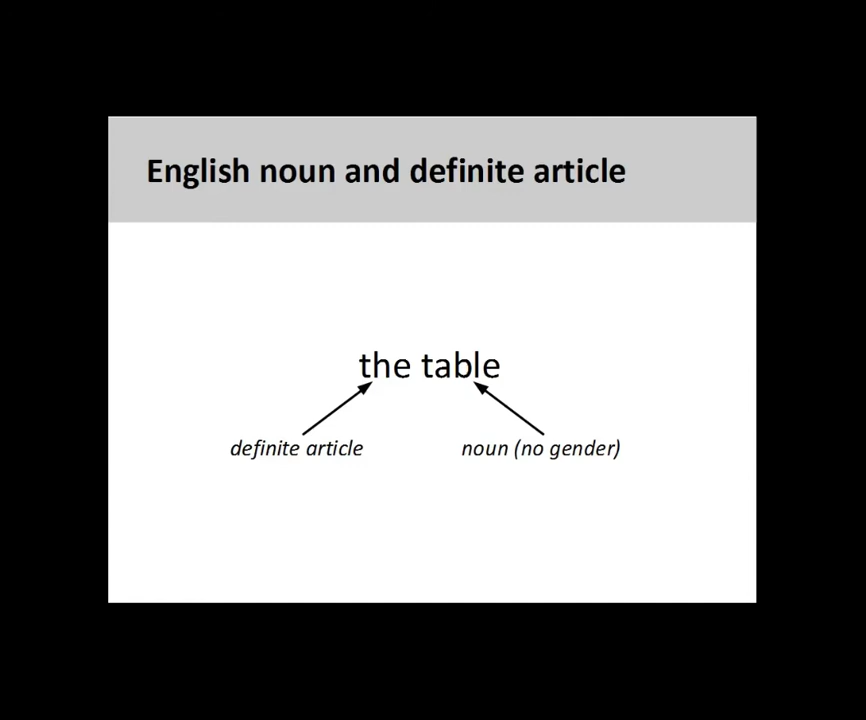 English noun and definite article
the table
definite article
noun (no gender)